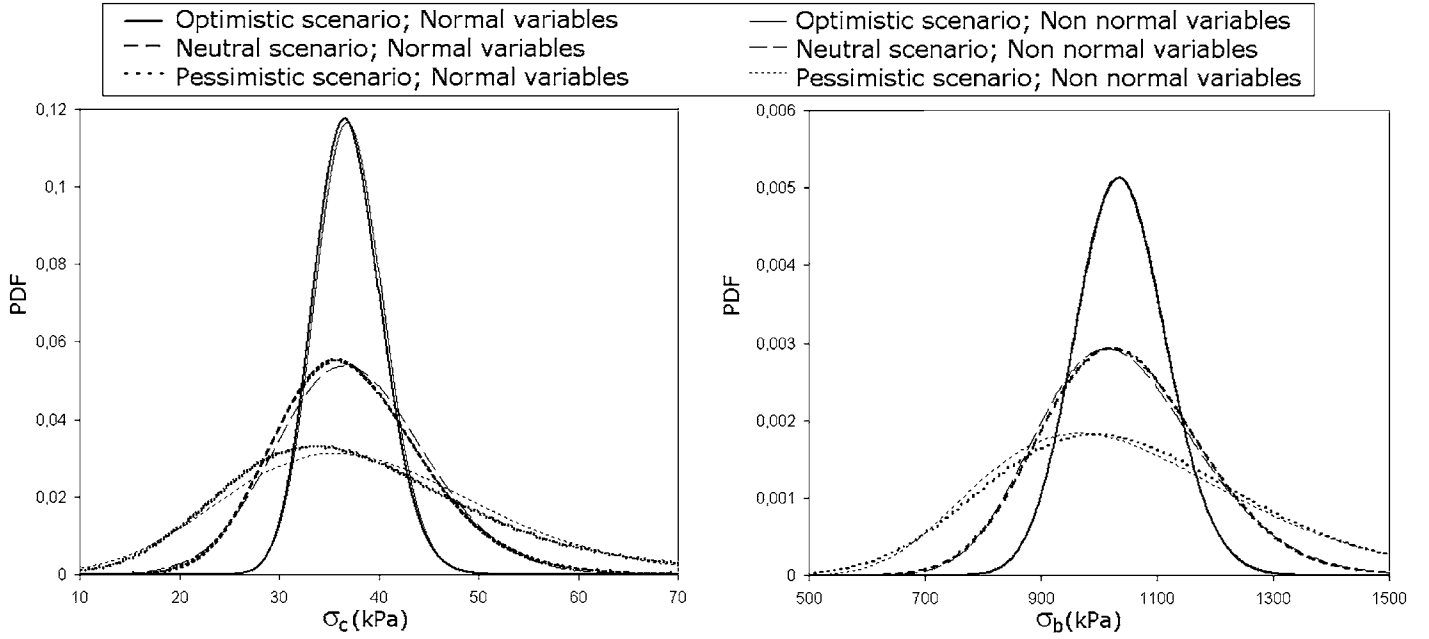 Optimistic scenario; Normal variables
Neutral scenario; Normal variables
Pessimistic scenario; Normal variables
Optimistic scenario; Non normal variables
Neutral scenario; Non normal variables
Pessimistic scenario; Non normal variables
0,12
0,1
0,08
0,06
0,04
0,02
0
PDF
10 20 30 40 50 60 70
σc(kPa)
0,006
0,005
0,004
0,003
0,002
0,001
0
PDF
500 700 900 1100 1300 1500
σb(kPa)